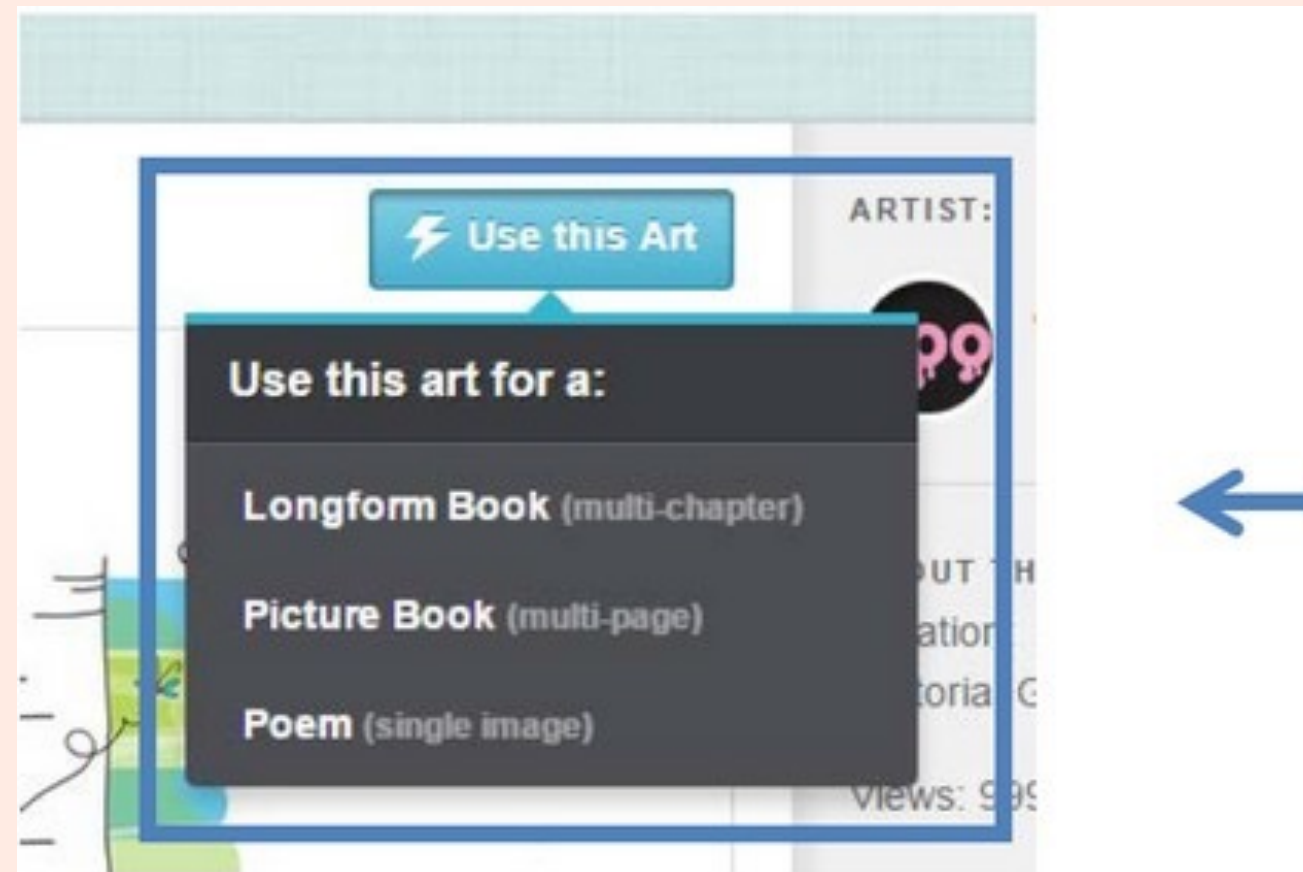 Use this Art
ARTIST:
Use this art for a:
Longform Book (multi-chapter)
Picture Book (multi-page)
Poem (single image)
Views: 999